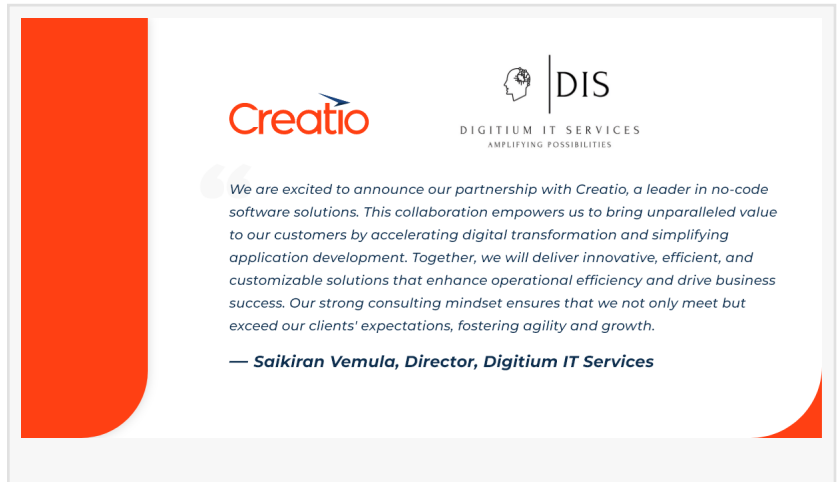 Creatio
DIS
DIGITIUM IT SERVICES
AMPLIFYING POSSIBILITIES
“
We are excited to announce our partnership with Creatio, a leader in no-code
software solutions. This collaboration empowers us to bring unparalleled value
to our customers by accelerating digital transformation and simplifying
application development. Together, we will deliver innovative, efficient, and
customizable solutions that enhance operational efficiency and drive business
success. Our strong consulting mindset ensures that we not only meet but
exceed our clients' expectations, fostering agility and growth.
— Saikiran Vemula, Director, Digitium IT Services